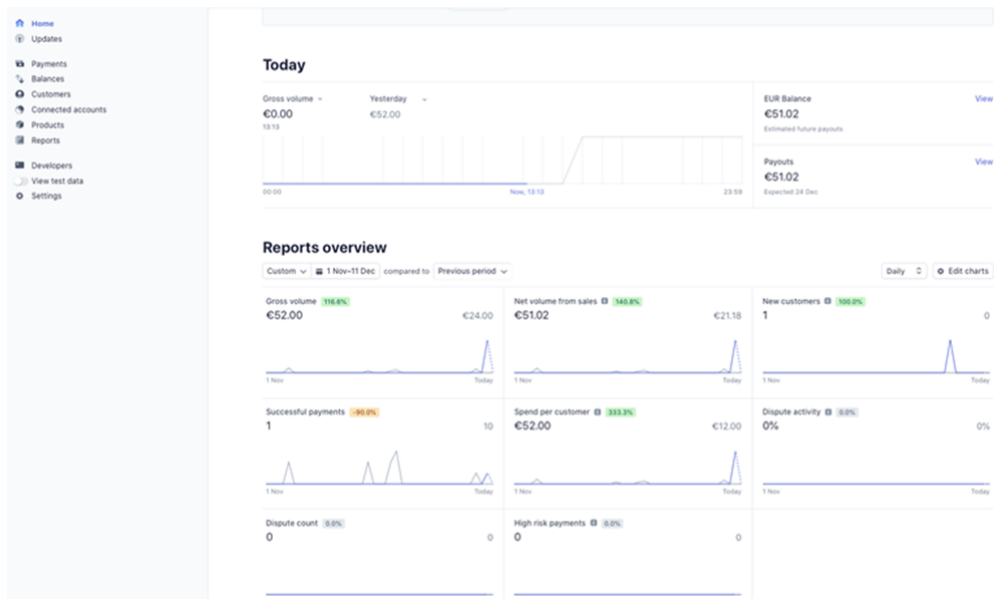 Home
Updates
Payments
Balances
Customers
Connected accounts
Products
Reports
Developers
View test data
Settings
Today
Gross volume
Yesterday
€0.00
€52.00
13:13
00:00
Now, 13:13
23:59
EUR Balance
View
€51.02
Estimated future payouts
Payouts
View
€51.02
Expected 24 Dec
Reports overview
Custom
1 Nov–11 Dec
compared to
Previous period
Daily
Edit charts
Gross volume 116.6%
€52.00 €24.00
1 Nov Today
Net volume from sales 140.8%
€51.02 €21.18
1 Nov Today
New customers 100.0%
1 0
1 Nov Today
Successful payments -90.0%
1 10
1 Nov Today
Spend per customer 333.3%
€52.00 €12.00
1 Nov Today
Dispute activity 0.0%
0% 0%
1 Nov Today
Dispute count 0.0%
0 0
High risk payments 0.0%
0 0